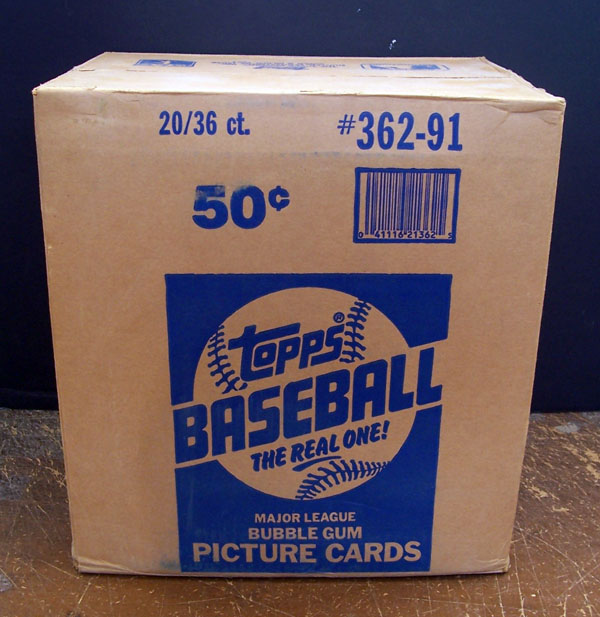 20/36 ct.
#362-91
50¢
0 41116 21362 5
topps®
BASEBALL
THE REAL ONE!
MAJOR LEAGUE
BUBBLE GUM
PICTURE CARDS